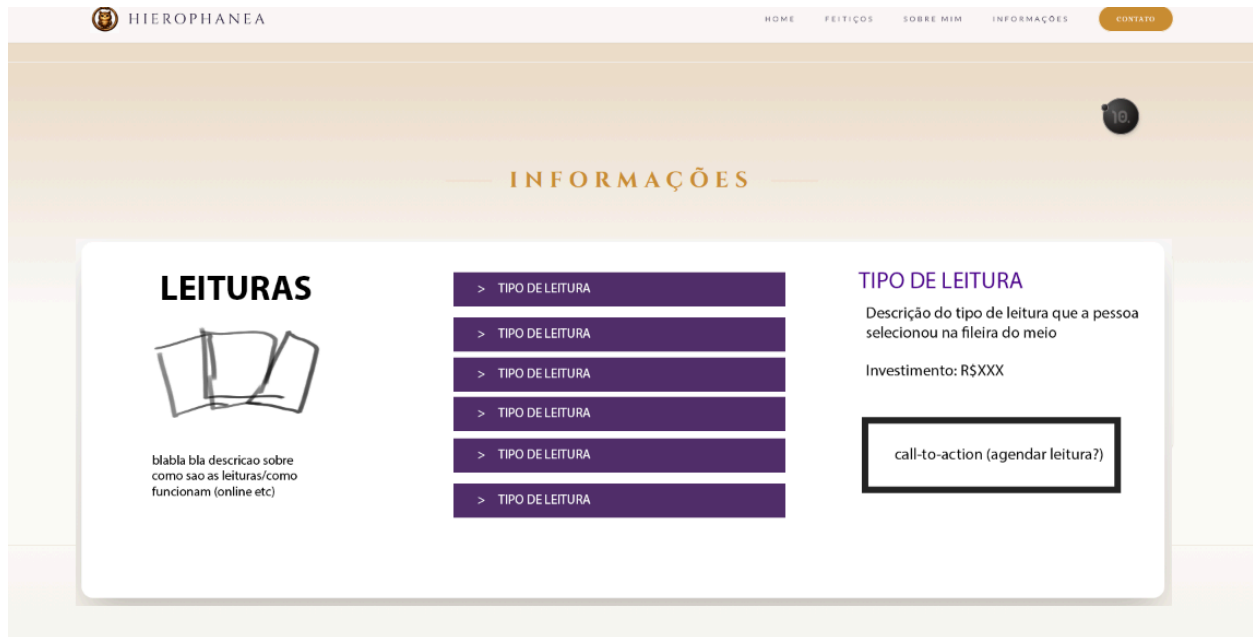 HIEROPHANEA
HOME FEITIÇOS SOBRE MIM INFORMAÇÕES CONTATO
10.
INFORMAÇÕES
LEITURAS
blabla bla descricao sobre
como sao as leituras/como
funcionam (online etc)
> TIPO DE LEITURA
> TIPO DE LEITURA
> TIPO DE LEITURA
> TIPO DE LEITURA
> TIPO DE LEITURA
> TIPO DE LEITURA
TIPO DE LEITURA
Descrição do tipo de leitura que a pessoa
selecionou na fileira do meio
Investimento: R$XXX
call-to-action (agendar leitura?)